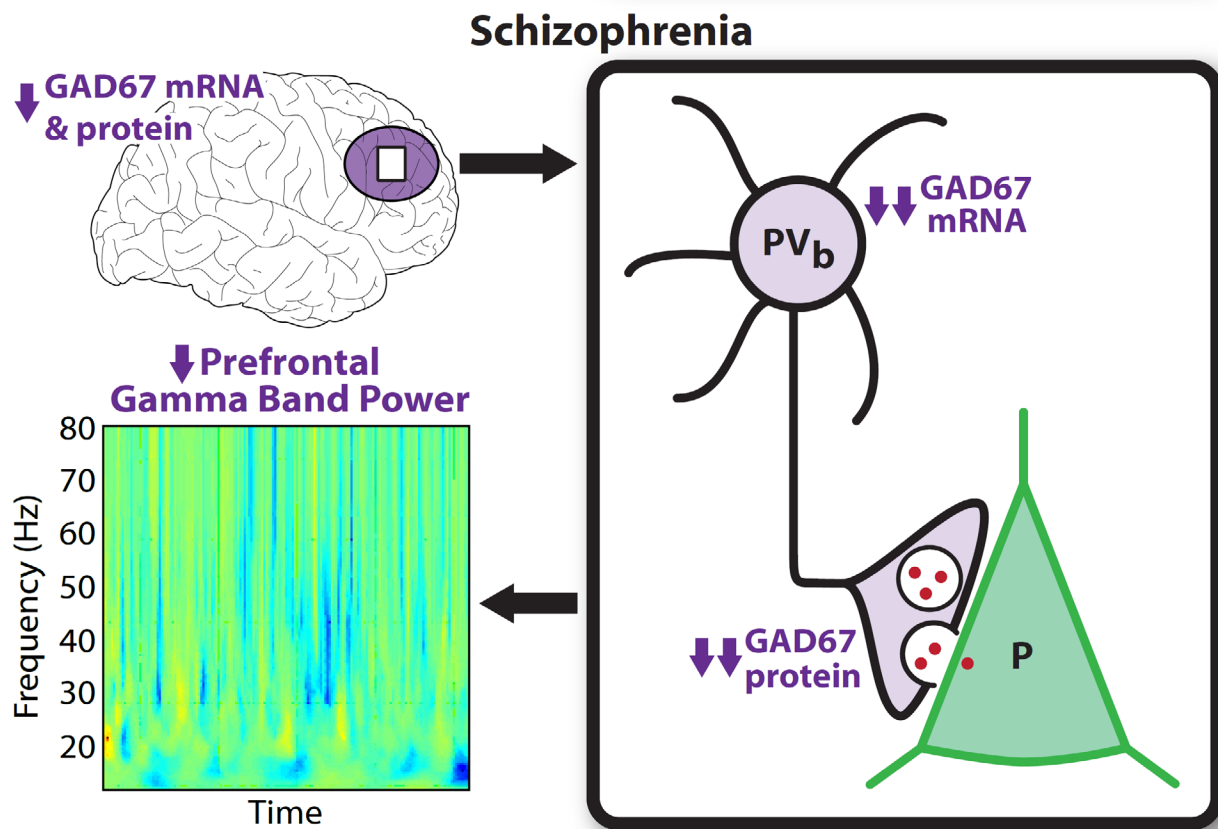 Schizophrenia
GAD67 mRNA
& protein
GAD67
mRNA
PVb
Prefrontal
Gamma Band Power
80
70
60
50
40
30
20
Frequency (Hz)
Time
GAD67
protein
P